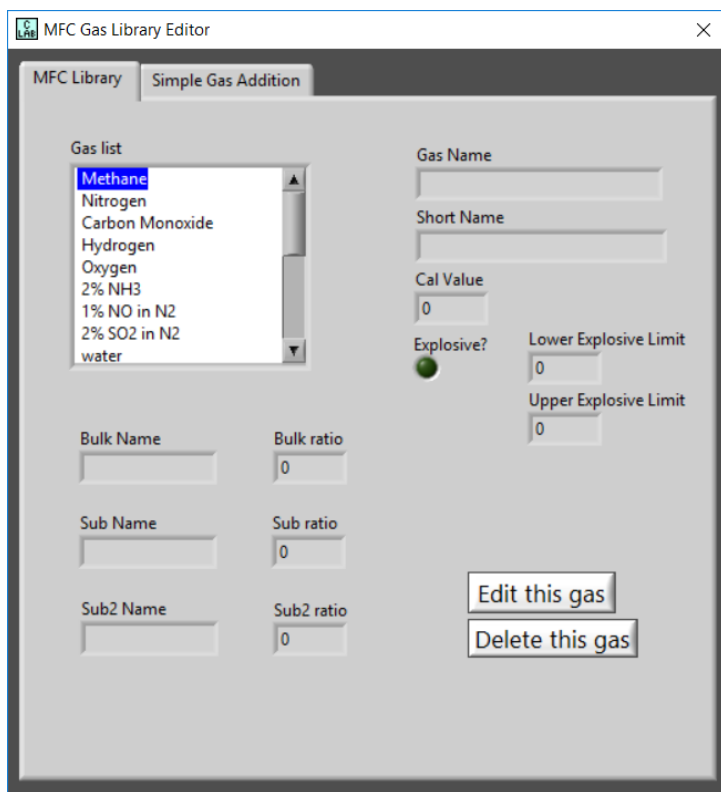 C
LAB
MFC Gas Library Editor
MFC Library
Simple Gas Addition
Gas list
Methane
Nitrogen
Carbon Monoxide
Hydrogen
Oxygen
2% NH3
1% NO in N2
2% SO2 in N2
water
Gas Name
Short Name
Cal Value
0
Explosive?
Lower Explosive Limit
0
Upper Explosive Limit
0
Bulk Name
Bulk ratio
0
Sub Name
Sub ratio
0
Sub2 Name
Sub2 ratio
0
Edit this gas
Delete this gas